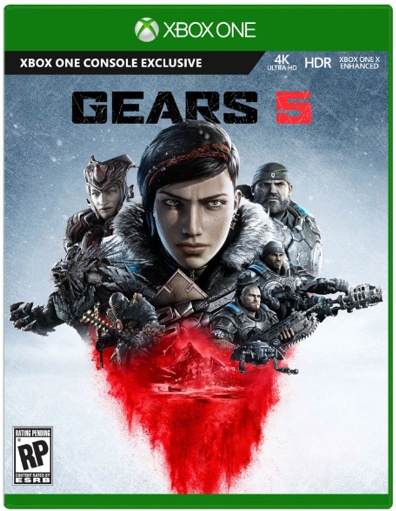 XBOX ONE
XBOX ONE CONSOLE EXCLUSIVE
4K
ULTRA HD
HDR
XBOX ONE X
ENHANCED
GEARS 5
RATING PENDING
RP
CONTENT RATED BY
ESRB